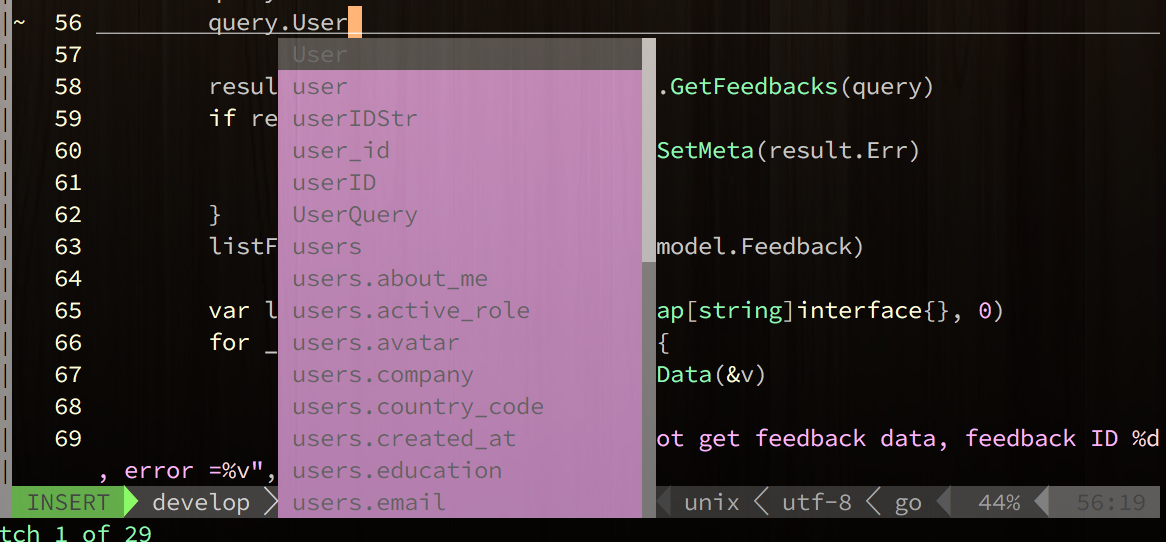 ~ 56 query.User
57 User
58 resul user .GetFeedbacks(query)
59 if re userIDStr
60 user_id SetMeta(result.Err)
61 userID
62 } UserQuery
63 listF users model.Feedback)
64 users.about_me
65 var l users.active_role ap[string]interface{}, 0)
66 for _ users.avatar {
67 users.company Data(&v)
68 users.country_code
69 users.created_at ot get feedback data, feedback ID %d
, error =%v", users.education
INSERT develop users.email unix utf-8 go 44% 56:19
tch 1 of 29